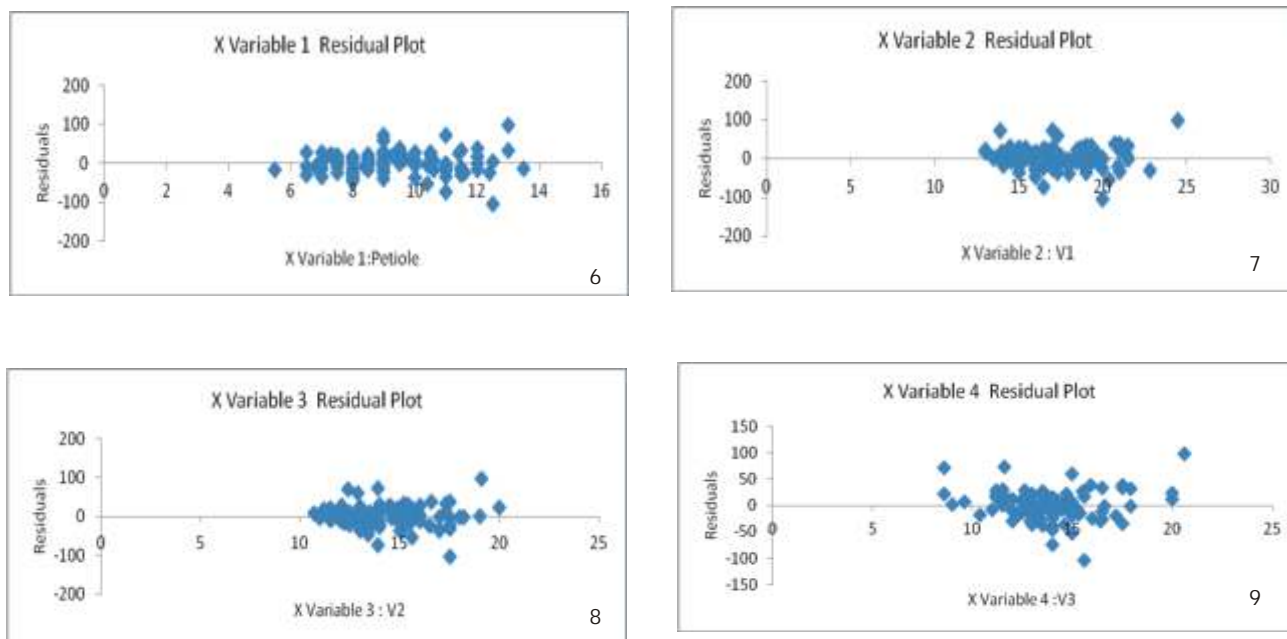 X Variable 1 Residual Plot
200
100
0
-100
-200
Residuals
0 2 4 6 8 10 12 14 16
X Variable 1:Petiole
6
X Variable 2 Residual Plot
200
100
0
-100
-200
Residuals
0 5 10 15 20 25 30
X Variable 2 : V1
7
X Variable 3 Residual Plot
200
100
0
-100
-200
Residuals
0 5 10 15 20 25
X Variable 3 : V2
8
X Variable 4 Residual Plot
150
100
50
0
-50
-100
-150
Residuals
0 5 10 15 20 25
X Variable 4 :V3
9